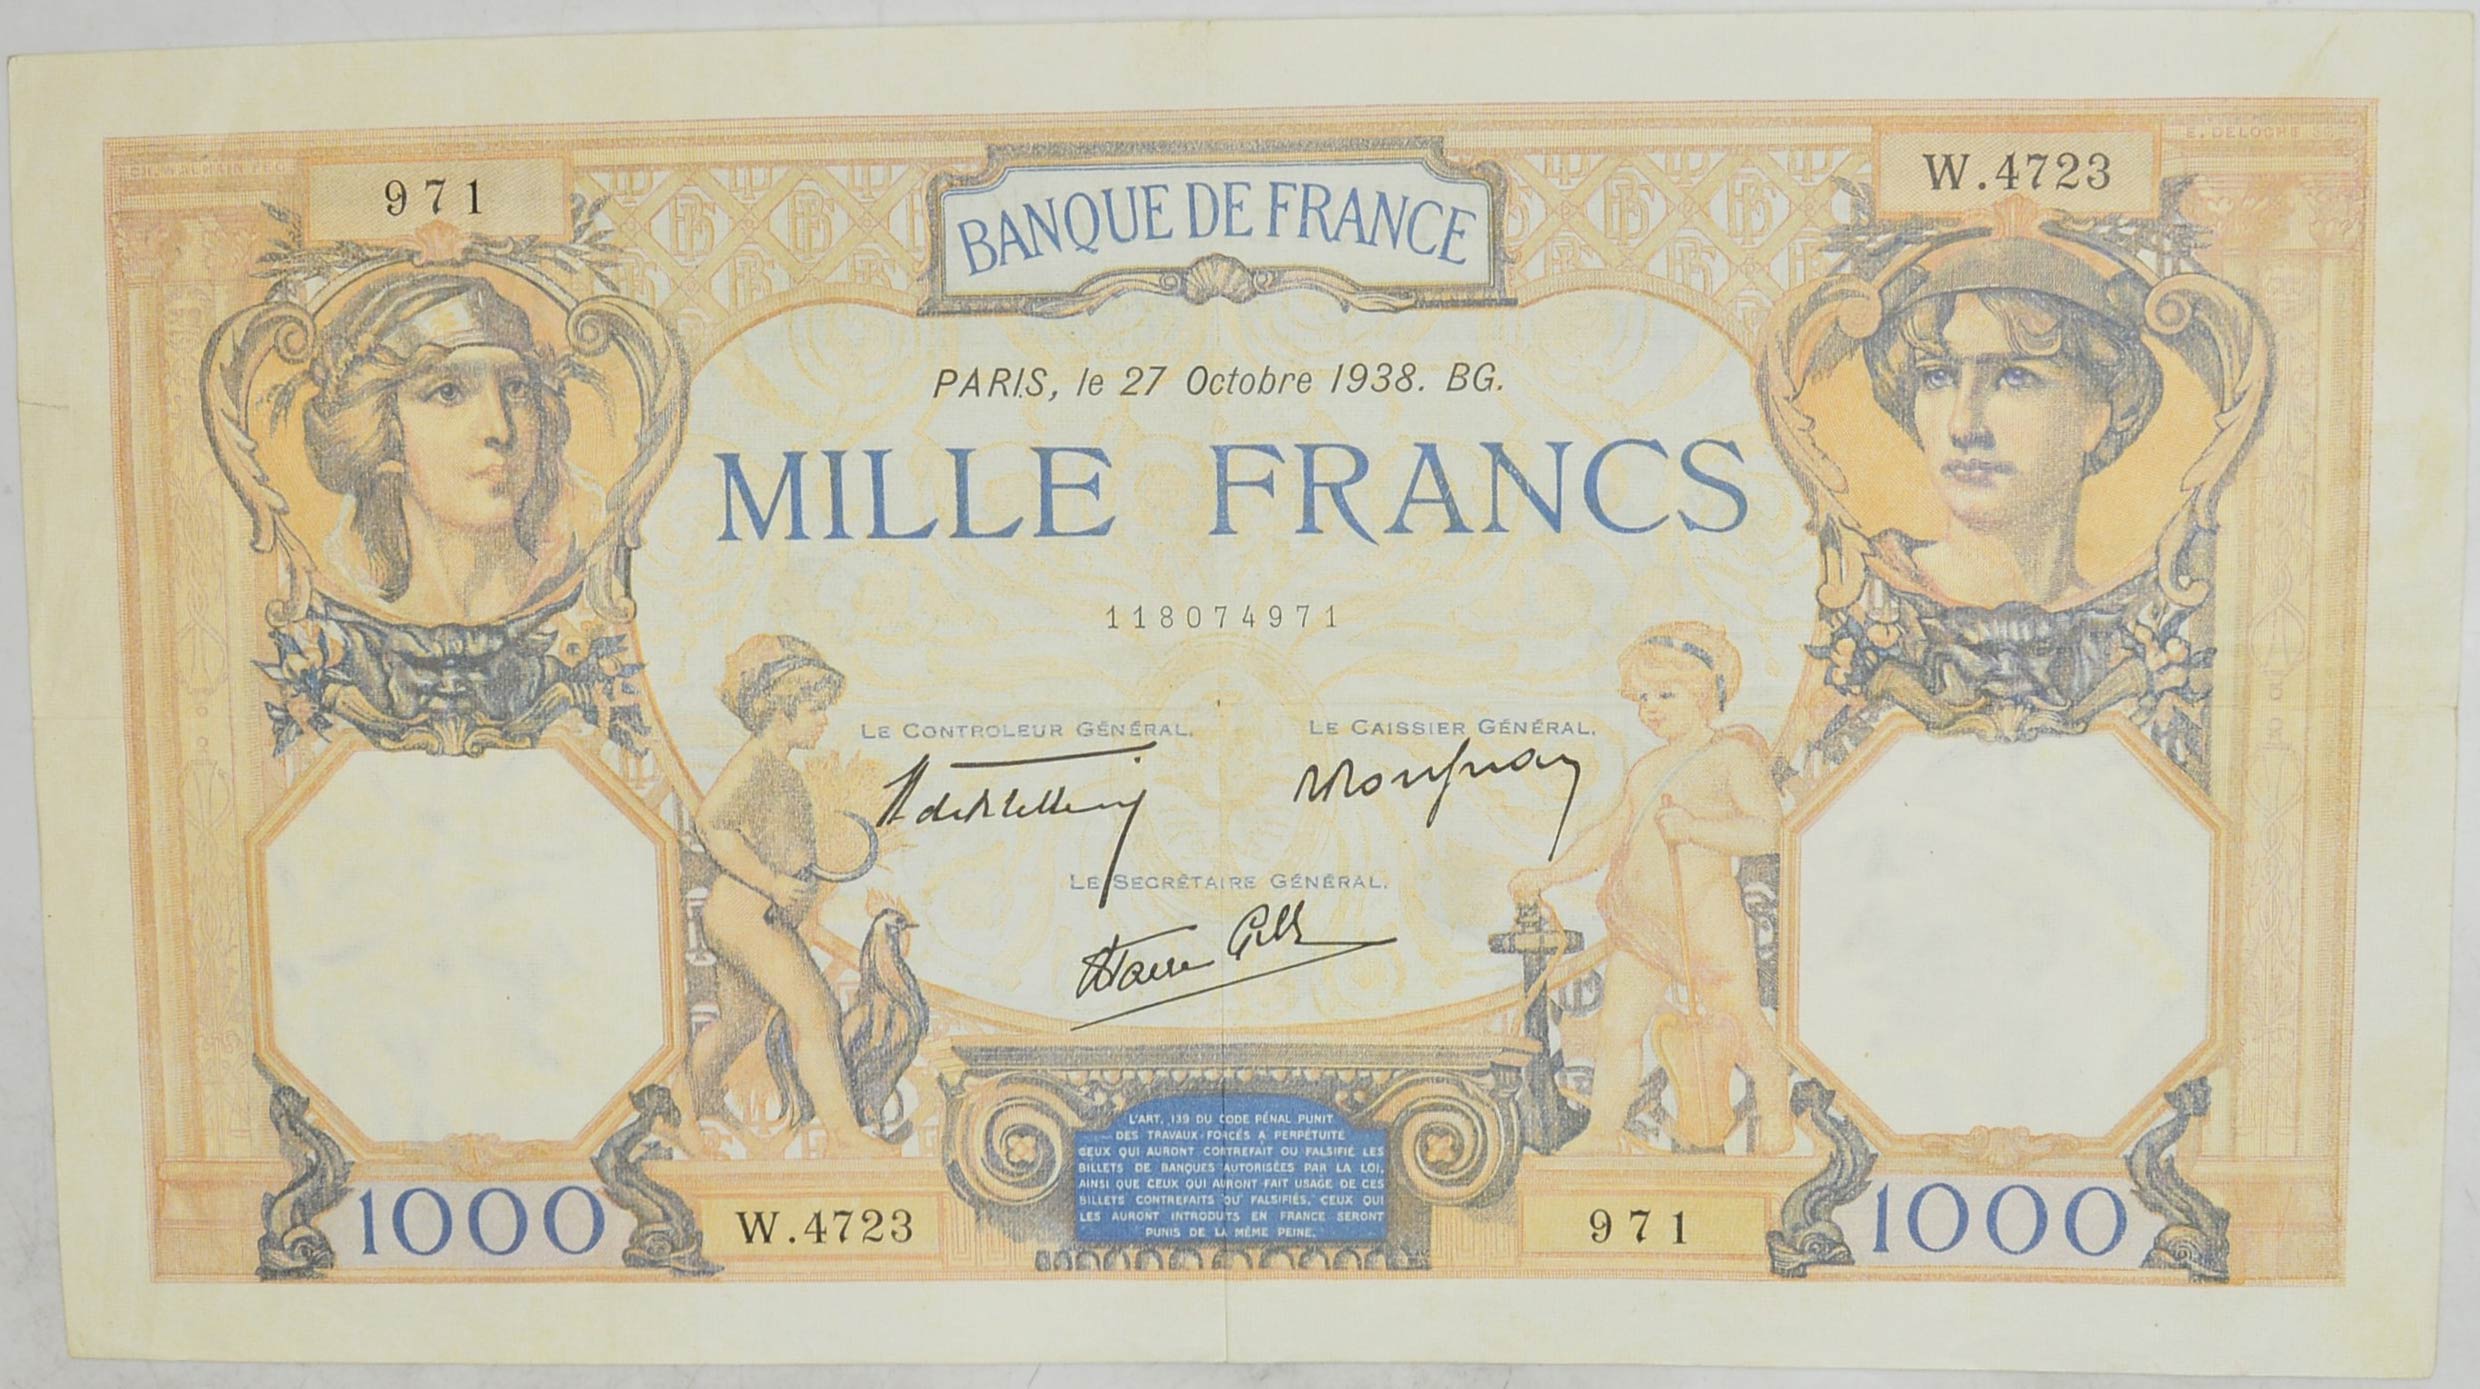 E. DELOCHE SC.
971
W.4723
BANQUE DE FRANCE
PARIS, le 27 Octobre 1938. BG.
MILLE FRANCS
118074971
LE CONTROLEUR GÉNÉRAL,
LE CAISSIER GÉNÉRAL,
LE SECRÉTAIRE GÉNÉRAL,
L'ART. 139 DU CODE PÉNAL PUNIT
DES TRAVAUX FORCÉS A PERPÉTUITÉ
CEUX QUI AURONT CONTREFAIT OU FALSIFIÉ LES
BILLETS DE BANQUES AUTORISÉES PAR LA LOI,
AINSI QUE CEUX QUI AURONT FAIT USAGE DE CES
BILLETS CONTREFAITS OU FALSIFIÉS. CEUX QUI
LES AURONT INTRODUITS EN FRANCE SERONT
PUNIS DE LA MÊME PEINE.
1000
W.4723
971
1000